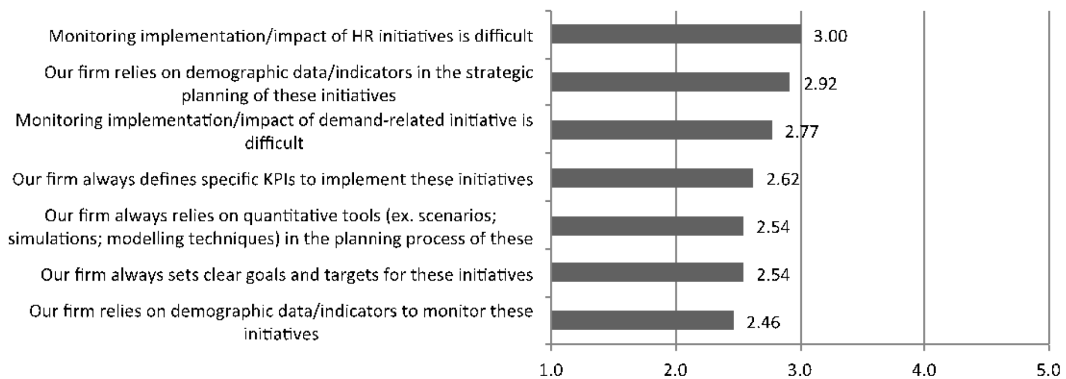 Monitoring implementation/impact of HR initiatives is difficult
3.00
Our firm relies on demographic data/indicators in the strategic
planning of these initiatives
2.92
Monitoring implementation/impact of demand-related initiative is
difficult
2.77
Our firm always defines specific KPIs to implement these initiatives
2.62
Our firm always relies on quantitative tools (ex. scenarios;
simulations; modelling techniques) in the planning process of these
2.54
Our firm always sets clear goals and targets for these initiatives
2.54
Our firm relies on demographic data/indicators to monitor these
initiatives
2.46
1.0 2.0 3.0 4.0 5.0